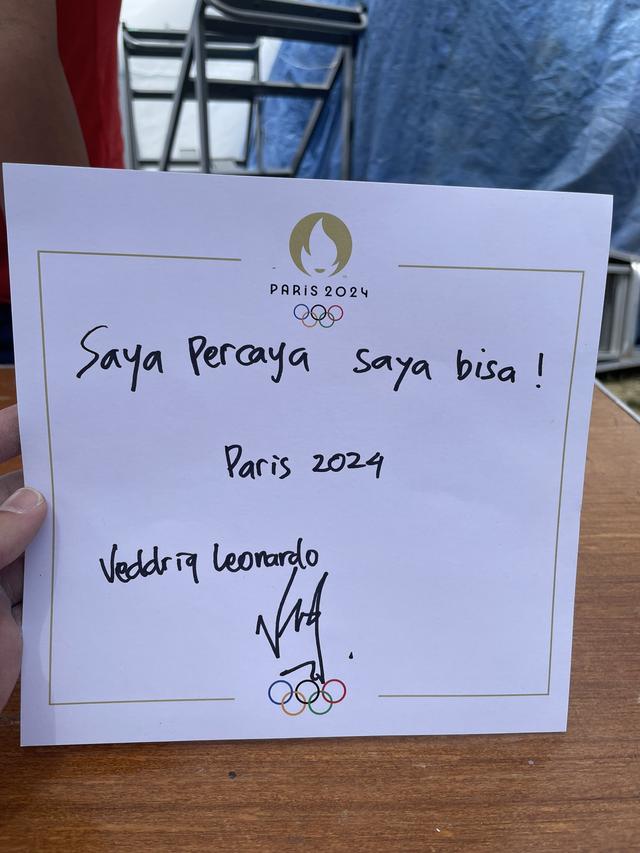 PARIS 2024
Saya Percaya saya bisa !
Paris 2024
Veddriq Leonardo